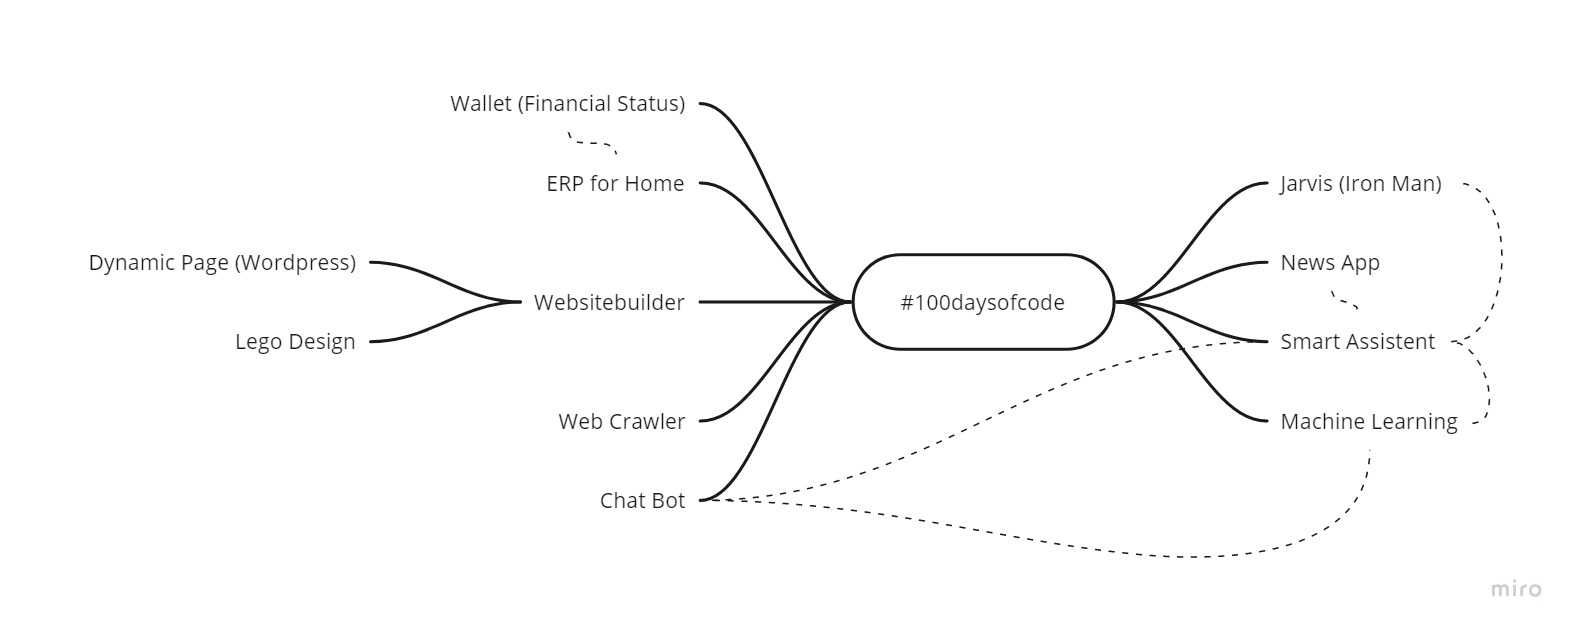 Wallet (Financial Status)
ERP for Home
Dynamic Page (Wordpress)
Websitebuilder
Lego Design
Web Crawler
Chat Bot
#100daysofcode
Jarvis (Iron Man)
News App
Smart Assistent
Machine Learning
miro